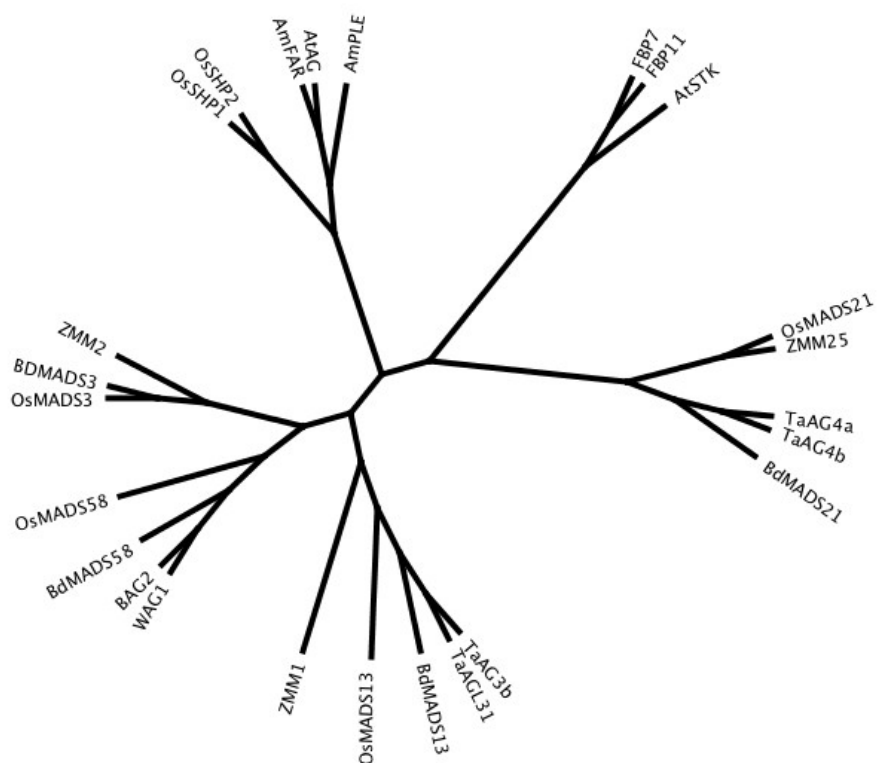 OsSHP1
OsSHP2
AmFAR
AtAG
AmPLE
FBP7
FBP11
AtSTK
OsMADS21
ZMM25
TaAG4a
TaAG4b
BdMADS21
TaAG3b
TaAGL31
BdMADS13
OsMADS13
ZMM1
WAG1
BAG2
BdMADS58
OsMADS58
OsMADS3
BDMADS3
ZMM2